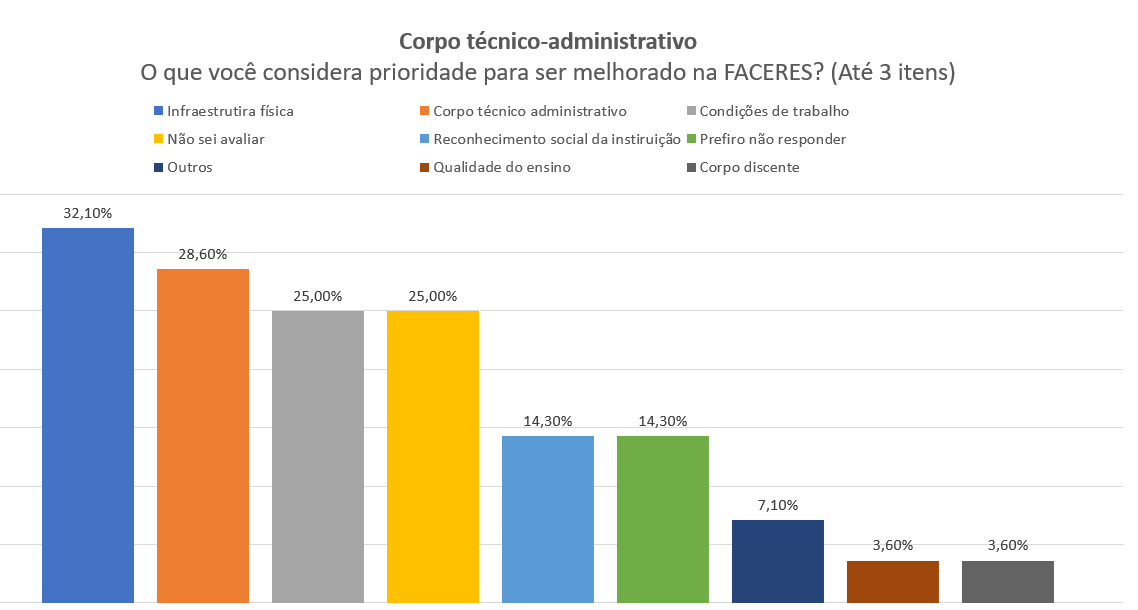 Corpo técnico-administrativo
O que você considera prioridade para ser melhorado na FACERES? (Até 3 itens)
Infraestrutira física
Corpo técnico administrativo
Condições de trabalho
Não sei avaliar
Reconhecimento social da instiruição
Prefiro não responder
Outros
Qualidade do ensino
Corpo discente
32,10%
28,60%
25,00%
25,00%
14,30%
14,30%
7,10%
3,60%
3,60%